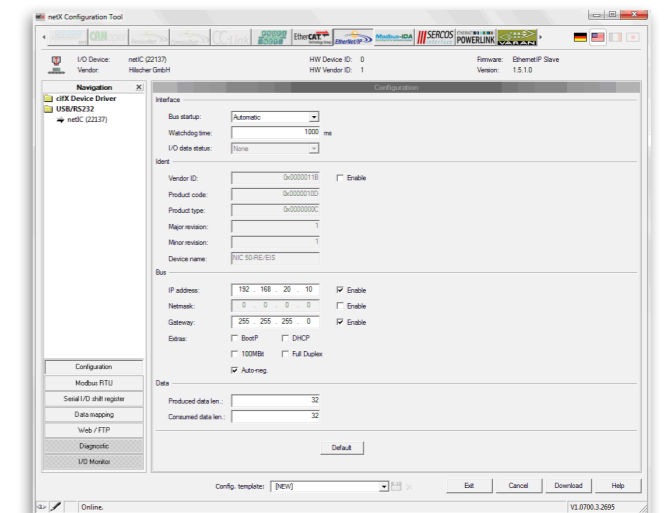 netX Configuration Tool
CAN
CC-Link
EtherCAT
EtherNet/IP
Modbus-IDA
SERCOS interface
ETHERNET POWERLINK
VARAN
I/O Device: netIC (22137) HW Device ID: 0 Firmware: EthernetIP Slave
Vendor: Hilscher GmbH HW Vendor ID: 1 Version: 1.5.1.0
Navigation X
Configuration
cifX Device Driver
USB/RS232
netIC (22137)
Interface
Bus startup: Automatic
Watchdog time: 1000 ms
I/O data status: None
Ident
Vendor ID: 0x0000011B Enable
Product code: 0x0000010D
Product type: 0x0000000C
Major revision: 1
Minor revision: 1
Device name: NIC 50-RE/EIS
Bus
IP address: 192 . 168 . 20 . 10 Enable
Netmask: 0 . 0 . 0 . 0 Enable
Gateway: 255 . 255 . 255 . 0 Enable
Extras: BootP DHCP
100MBit Full Duplex
Auto-neg.
Data
Produced data len.: 32
Consumed data len.: 32
Default
Configuration
Modbus RTU
Serial I/O shift register
Data mapping
Web / FTP
Diagnostic
I/O Monitor
Config. template: [NEW] Exit Cancel Download Help
Online. V1.0700.3.2695